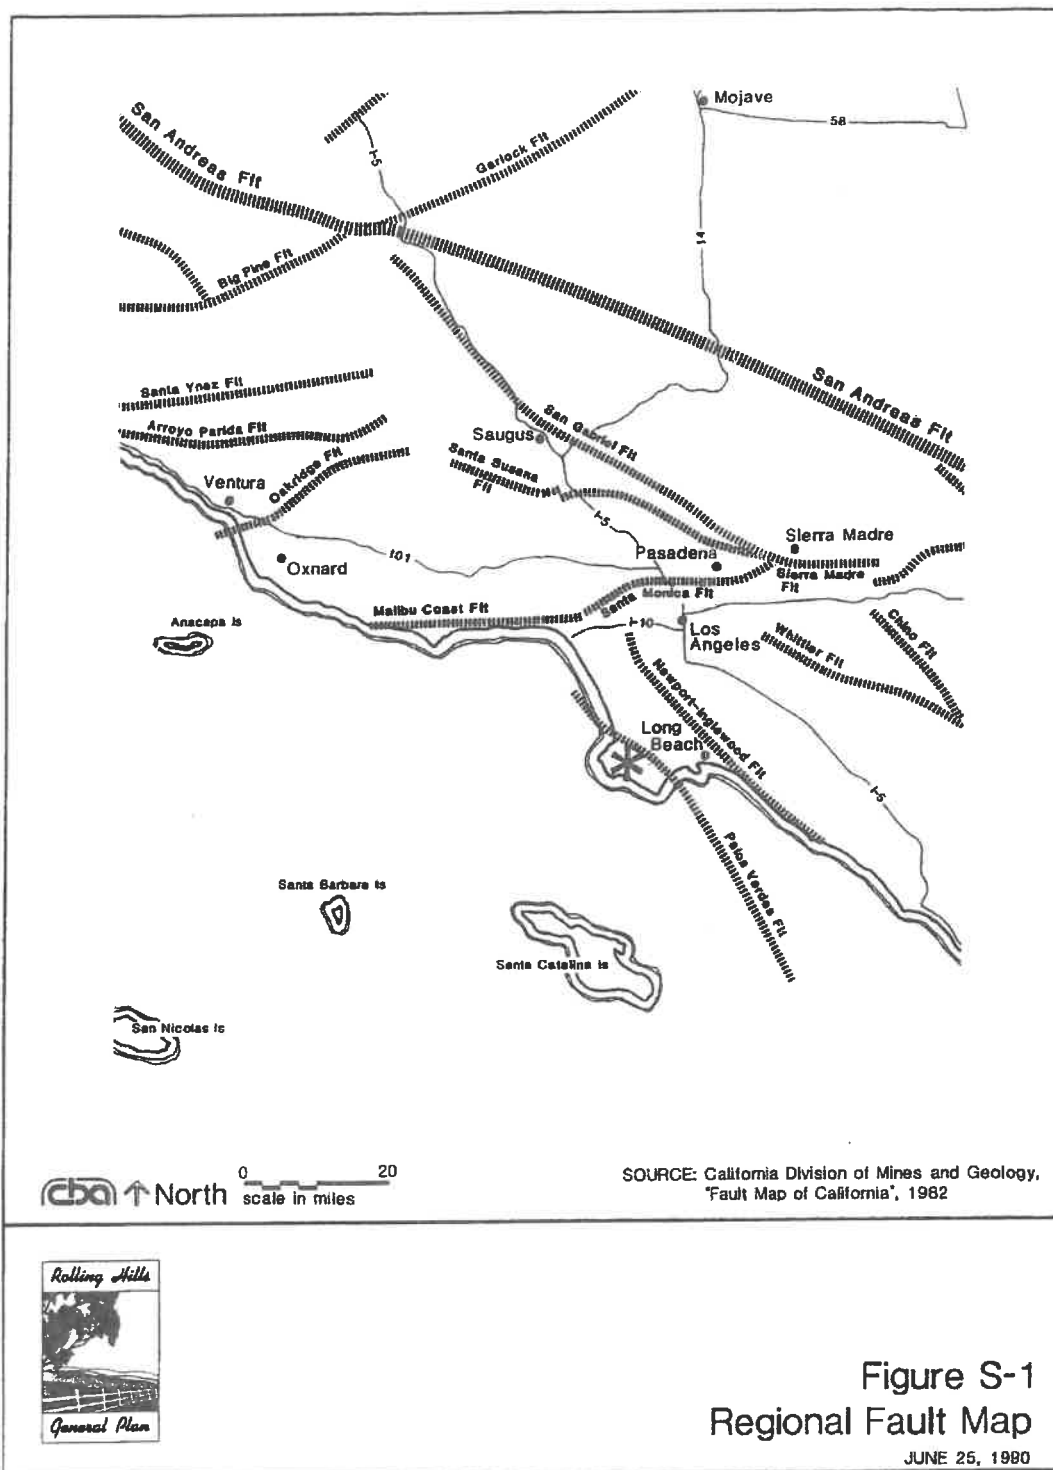 Mojave
58
San Andreas Flt
I-5
Garlock Flt
14
Big Pine Flt
San Andreas Flt
Santa Ynez Flt
Arroyo Parida Flt
San Gabriel Flt
Saugus
Santa Susana
Flt
Oakridge Flt
Ventura
I-5
Sierra Madre
101
Pasadena
Oxnard
Sierra Madre
Flt
Santa Monica Flt
Malibu Coast Flt
Anacapa Is
I-10
Los
Angeles
Whittier Flt
Chino Flt
Newport-Inglewood Flt
Long
Beach
I-5
Palos Verdes Flt
Santa Barbara Is
Santa Catalina Is
San Nicolas Is
cba North
0 20
scale in miles
SOURCE: California Division of Mines and Geology,
"Fault Map of California", 1982
Rolling Hills
General Plan
Figure S-1
Regional Fault Map
JUNE 25, 1990